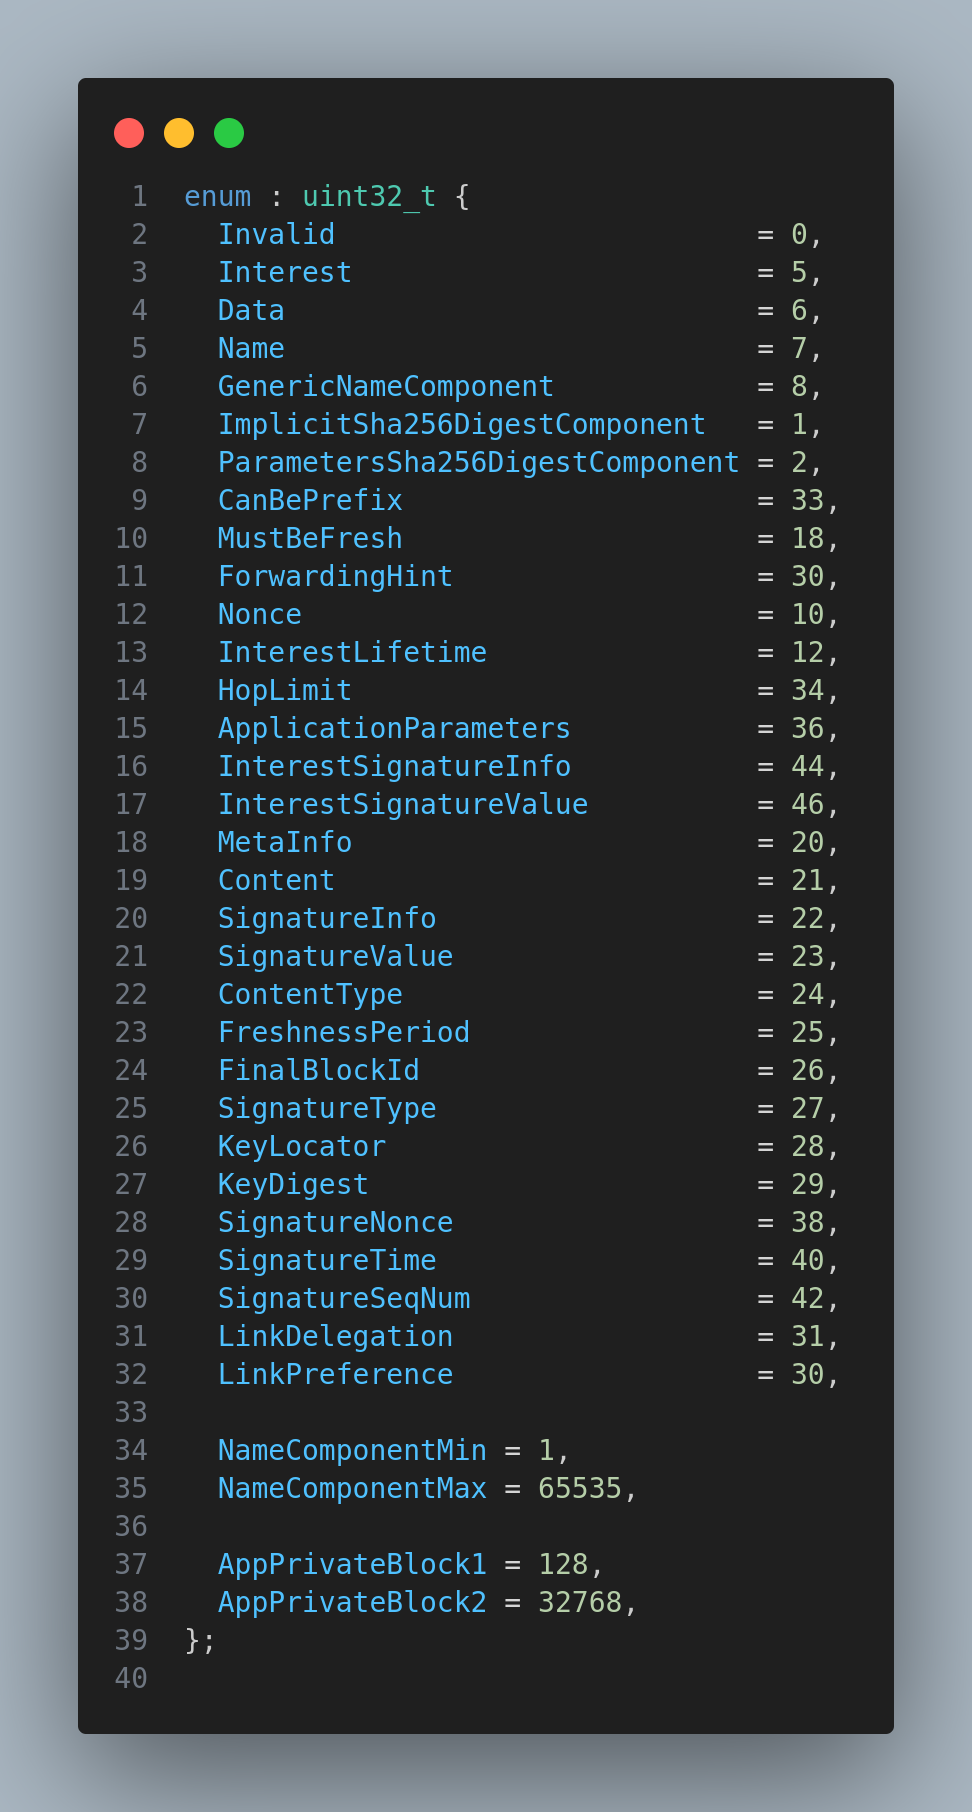 1 enum : uint32_t {
2   Invalid                         = 0,
3   Interest                        = 5,
4   Data                            = 6,
5   Name                            = 7,
6   GenericNameComponent            = 8,
7   ImplicitSha256DigestComponent   = 1,
8   ParametersSha256DigestComponent = 2,
9   CanBePrefix                     = 33,
10   MustBeFresh                     = 18,
11   ForwardingHint                  = 30,
12   Nonce                           = 10,
13   InterestLifetime                = 12,
14   HopLimit                        = 34,
15   ApplicationParameters           = 36,
16   InterestSignatureInfo           = 44,
17   InterestSignatureValue          = 46,
18   MetaInfo                        = 20,
19   Content                         = 21,
20   SignatureInfo                   = 22,
21   SignatureValue                  = 23,
22   ContentType                     = 24,
23   FreshnessPeriod                 = 25,
24   FinalBlockId                    = 26,
25   SignatureType                   = 27,
26   KeyLocator                      = 28,
27   KeyDigest                       = 29,
28   SignatureNonce                  = 38,
29   SignatureTime                   = 40,
30   SignatureSeqNum                 = 42,
31   LinkDelegation                  = 31,
32   LinkPreference                  = 30,
33
34   NameComponentMin = 1,
35   NameComponentMax = 65535,
36
37   AppPrivateBlock1 = 128,
38   AppPrivateBlock2 = 32768,
39 };
40